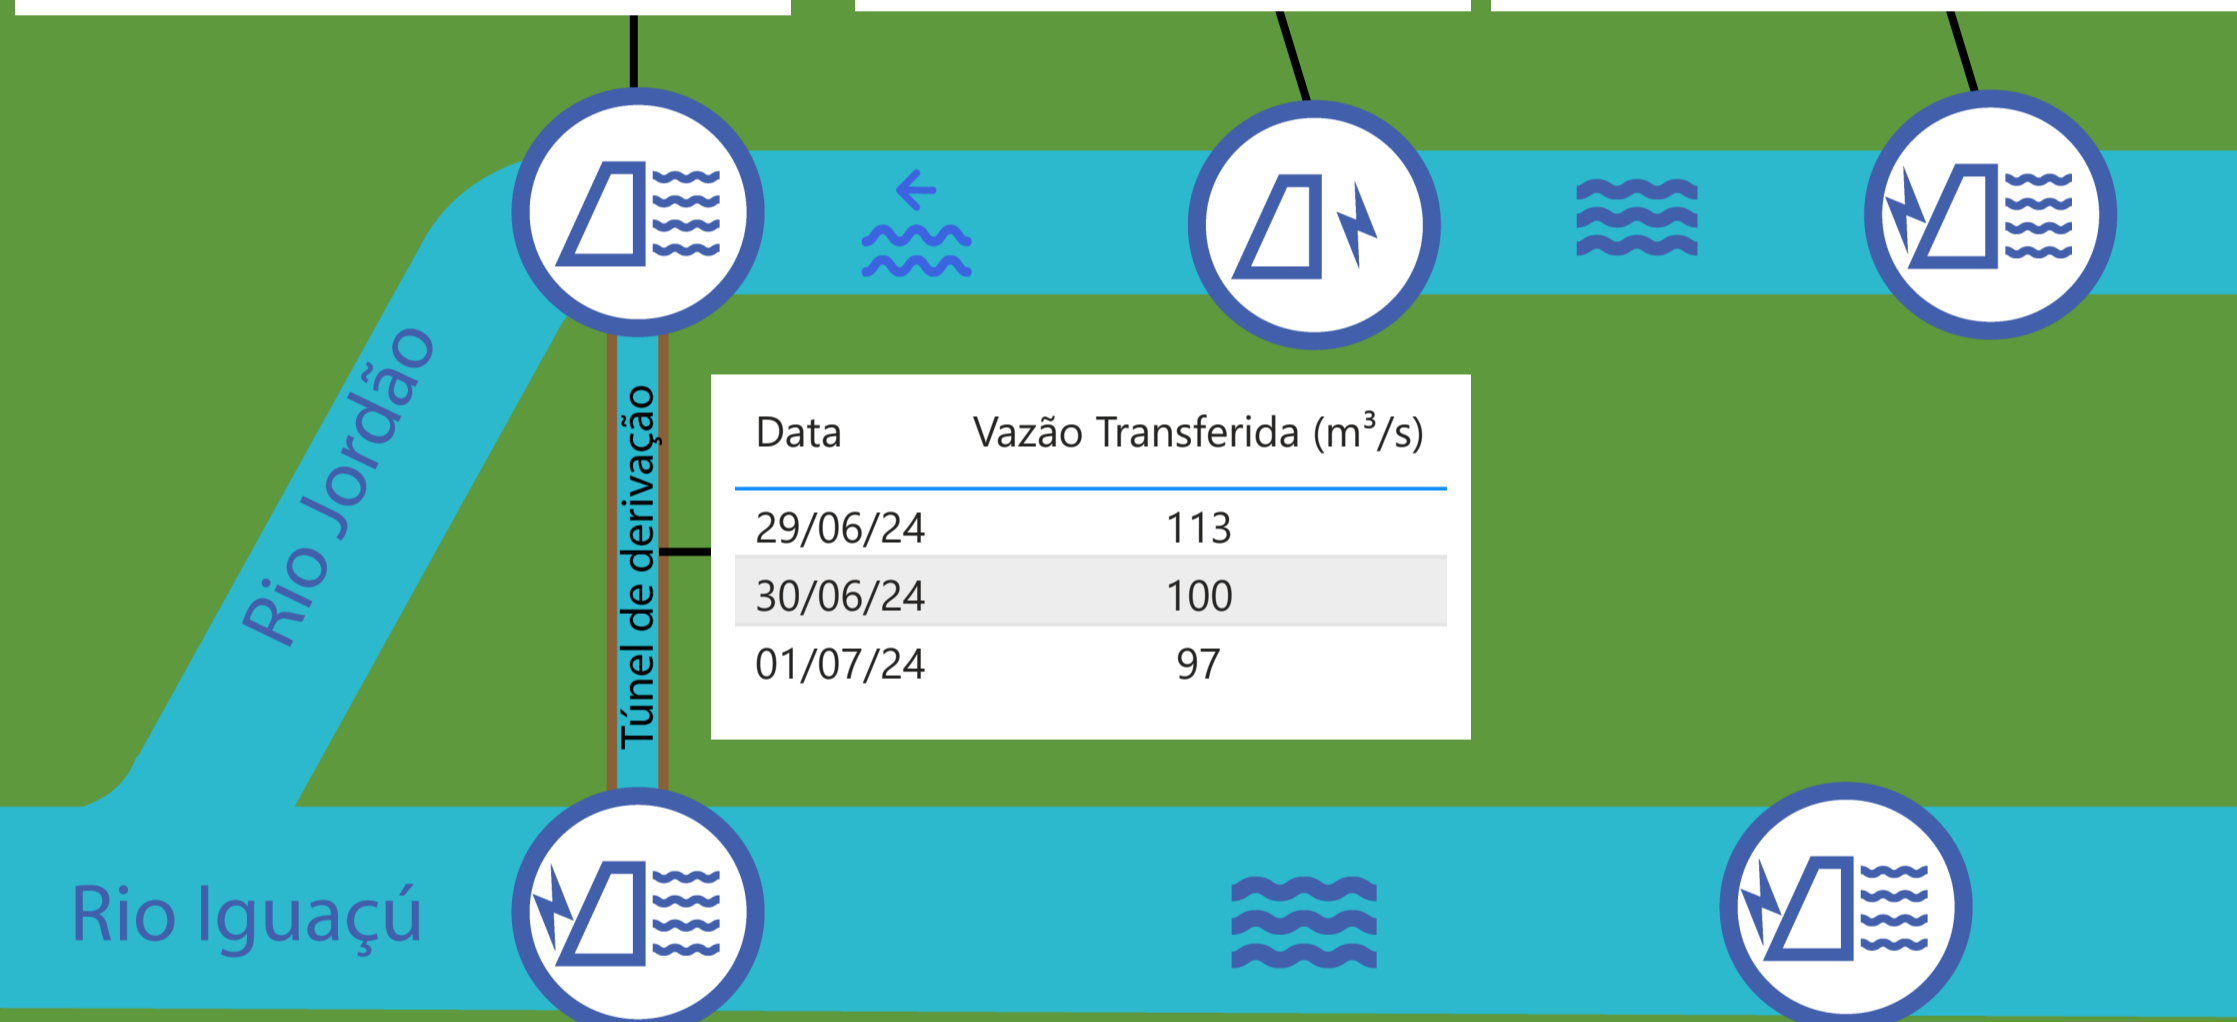 Rio Jordão
Túnel de derivação
Data Vazão Transferida (m³/s)
29/06/24 113
30/06/24 100
01/07/24 97
Rio Iguaçú